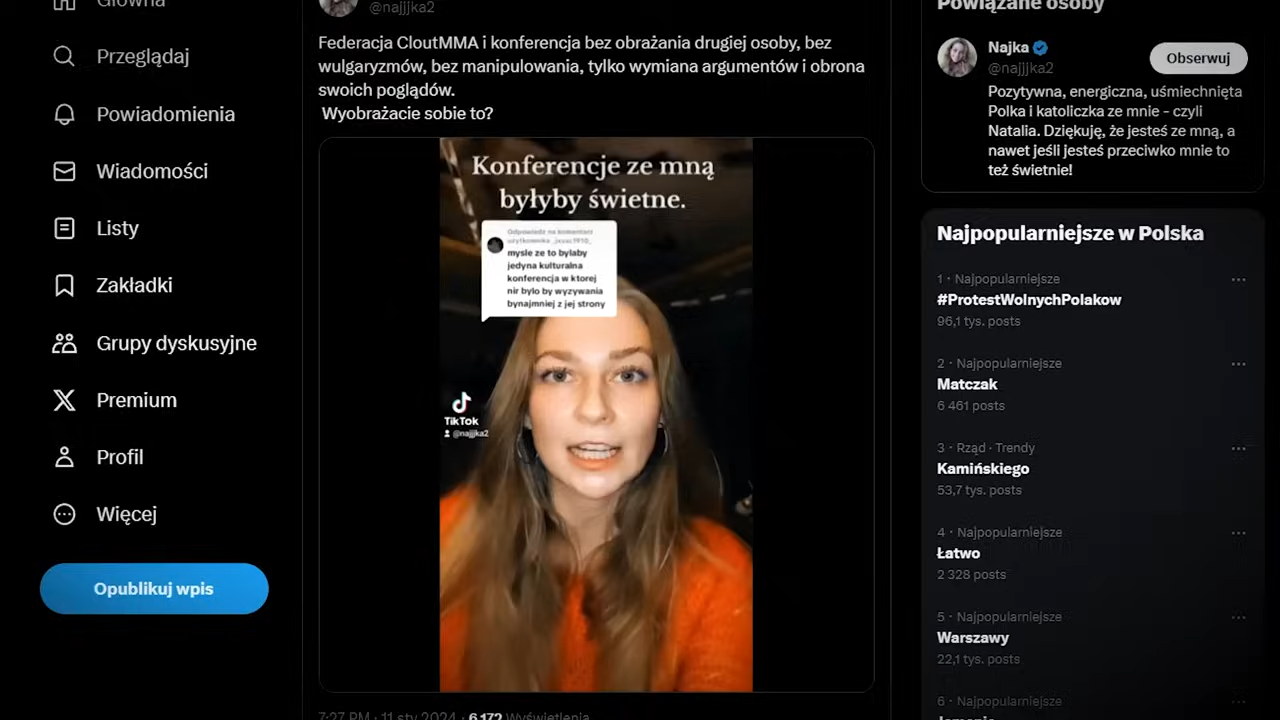 Główna
Przeglądaj
Powiadomienia
Wiadomości
Listy
Zakładki
Grupy dyskusyjne
Premium
Profil
Więcej
Opublikuj wpis
@najjjka2
Federacja CloutMMA i konferencja bez obrażania drugiej osoby, bez
wulgaryzmów, bez manipulowania, tylko wymiana argumentów i obrona
swoich poglądów.
Wyobrażacie sobie to?
Konferencje ze mną
byłyby świetne.
Odpowiedz na komentarz
użytkownika
mysle ze to bylaby
jedyna kulturalna
konferencja w ktorej
nir bylo by wyzywania
bynajmniej z jej strony
TikTok
@najjjka2
7:27 PM · 11 sty 2024 · 6 172 Wyświetlenia
Powiązane osoby
Najka
@najjjka2
Obserwuj
Pozytywna, energiczna, uśmiechnięta
Polka i katoliczka ze mnie - czyli
Natalia. Dziękuję, że jesteś ze mną, a
nawet jeśli jesteś przeciwko mnie to
też świetnie!
Najpopularniejsze w Polska
1 · Najpopularniejsze
#ProtestWolnychPolakow
96,1 tys. posts
2 · Najpopularniejsze
Matczak
6 461 posts
3 · Rząd · Trendy
Kamińskiego
53,7 tys. posts
4 · Najpopularniejsze
Łatwo
2 328 posts
5 · Najpopularniejsze
Warszawy
22,1 tys. posts
6 · Najpopularniejsze